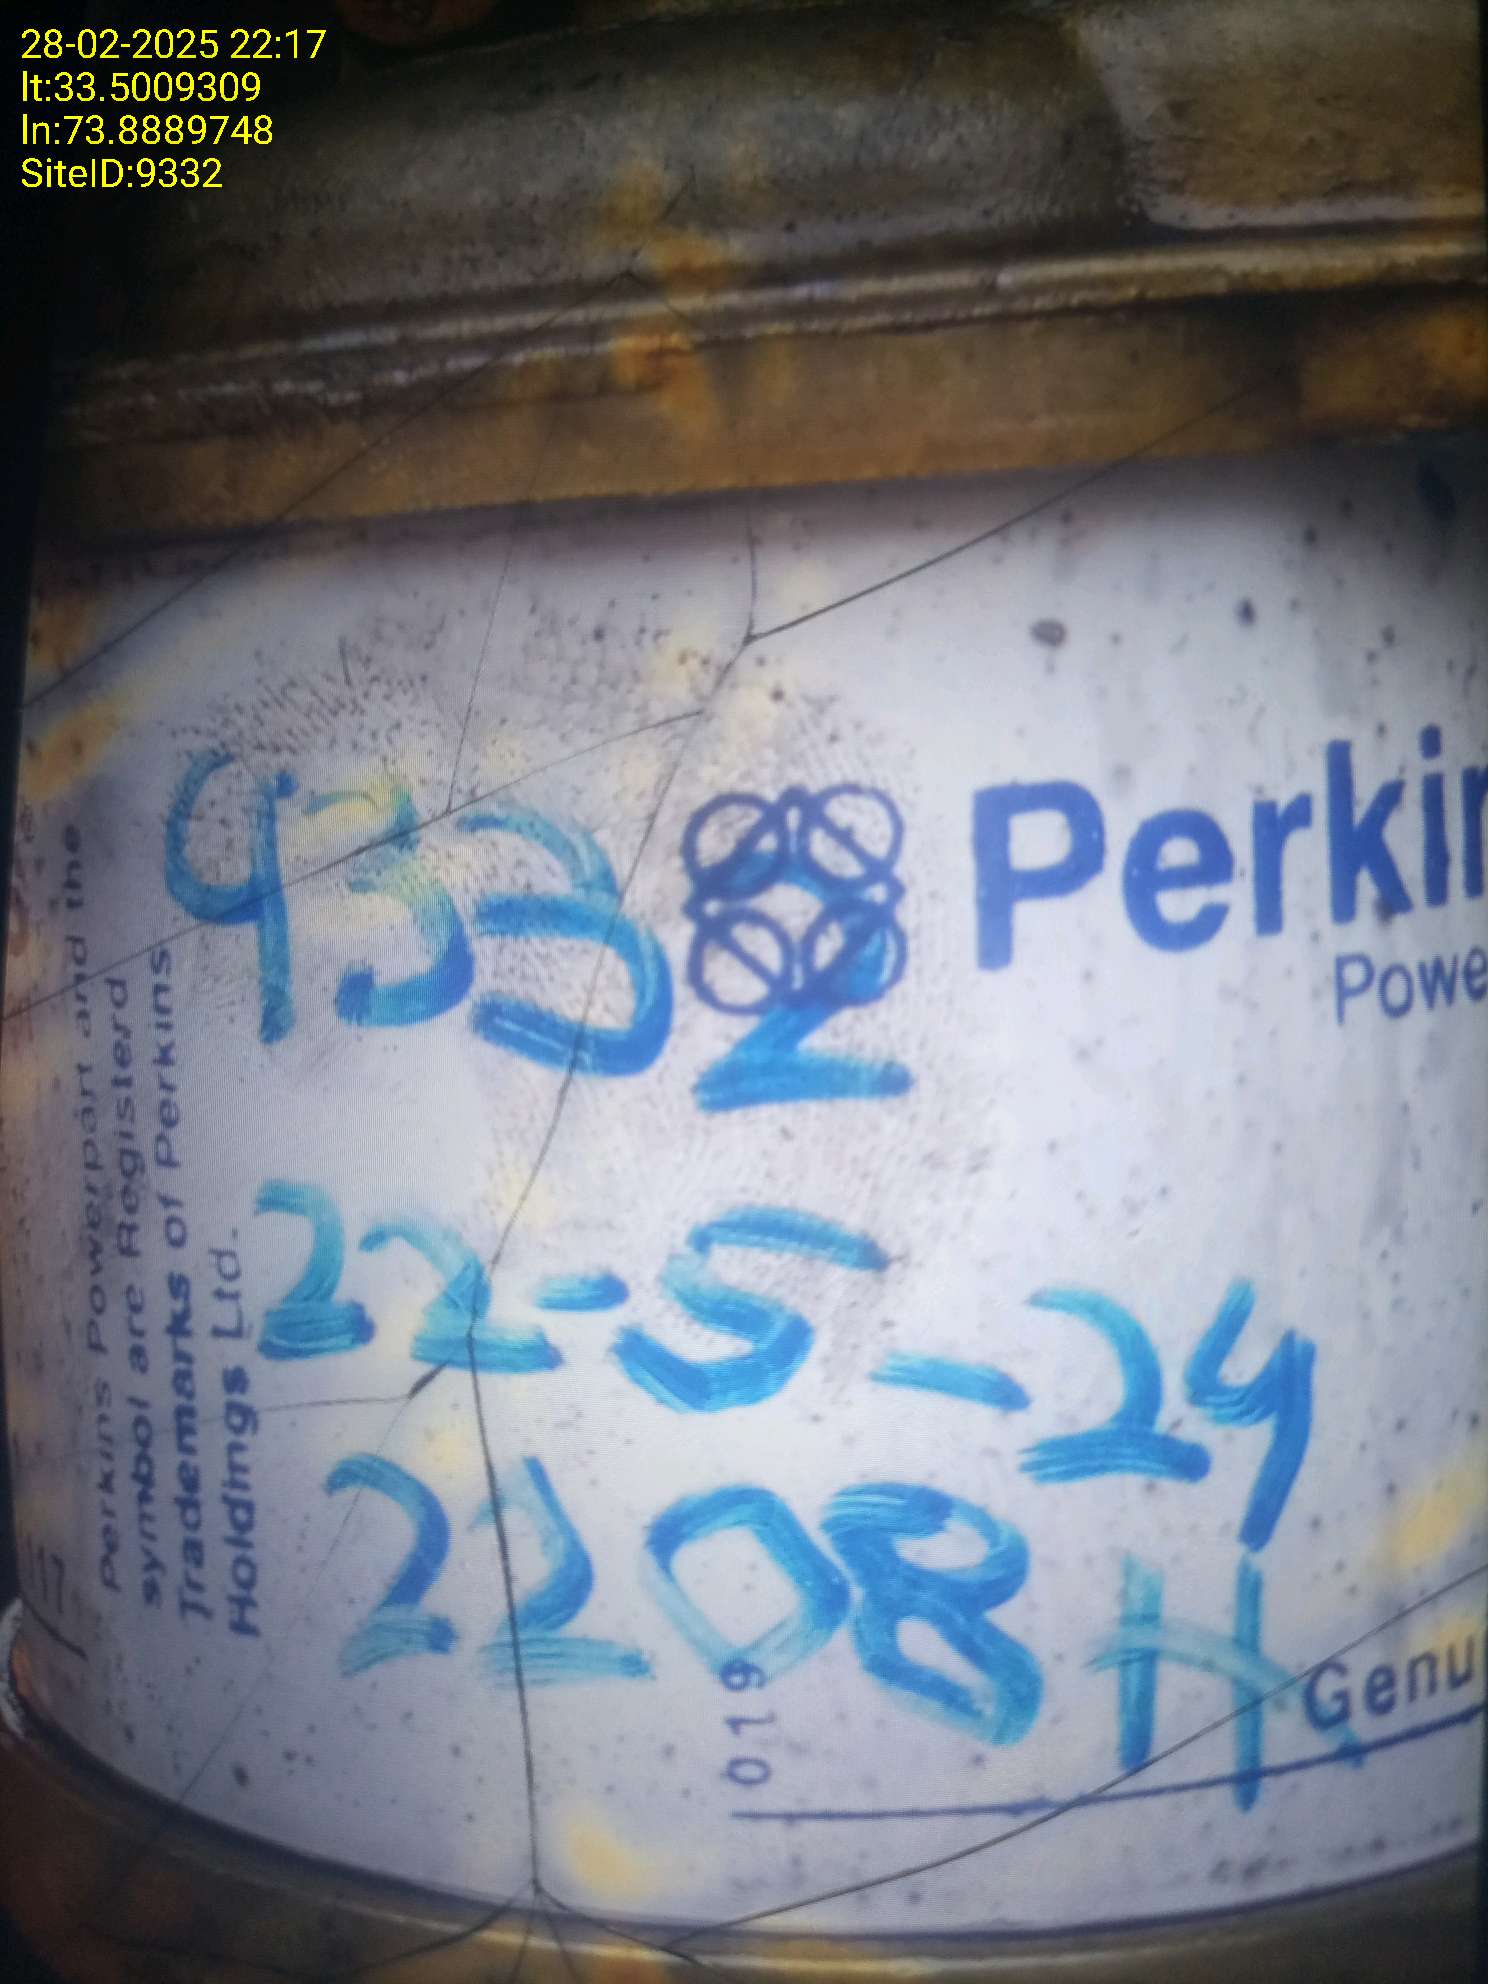 28-02-2025 22:17
lt:33.5009309
ln:73.8889748
SiteID:9332
9332
Perkin
Powe
Perkins Powerpart and the
symbol are Registerd
Trademarks of Perkins
Holdings Ltd.
22-5-24
2208 H
019
Genu